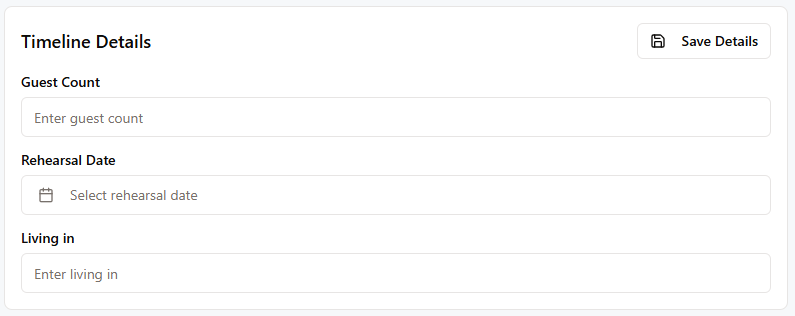 Timeline Details
Save Details
Guest Count
Enter guest count
Rehearsal Date
Select rehearsal date
Living in
Enter living in